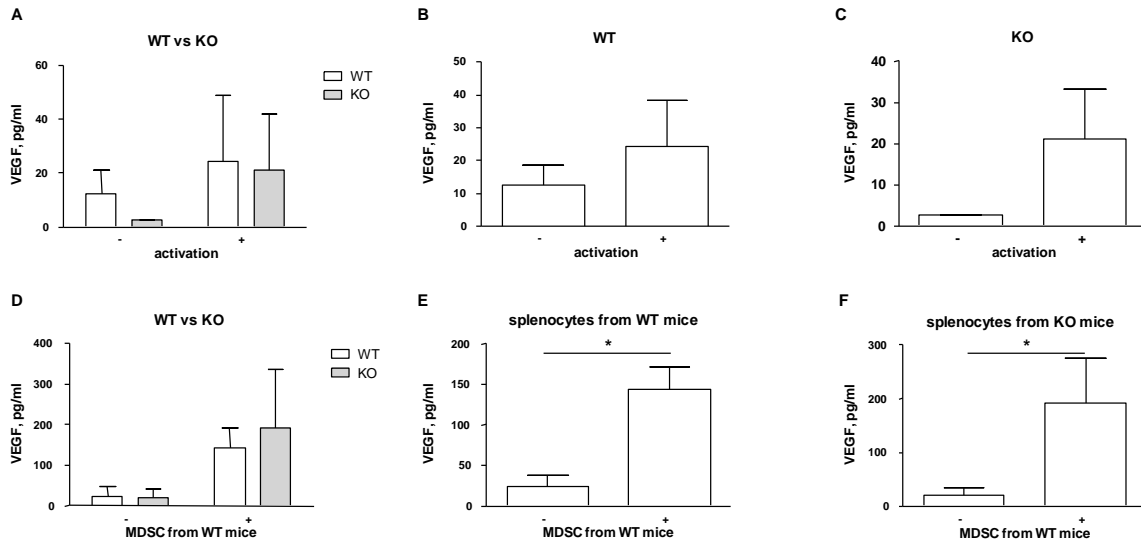 A
WT vs KO
60
40
20
0
VEGF, pg/ml
- +
activation
WT
KO
B
WT
50
40
30
20
10
0
VEGF, pg/ml
- +
activation
C
KO
40
30
20
10
0
VEGF, pg/ml
- +
activation
D
WT vs KO
400
300
200
100
0
VEGF, pg/ml
- +
MDSC from WT mice
WT
KO
E
splenocytes from WT mice
200
150
100
50
0
*
VEGF, pg/ml
- +
MDSC from WT mice
F
splenocytes from KO mice
300
200
100
0
*
VEGF, pg/ml
- +
MDSC from WT mice